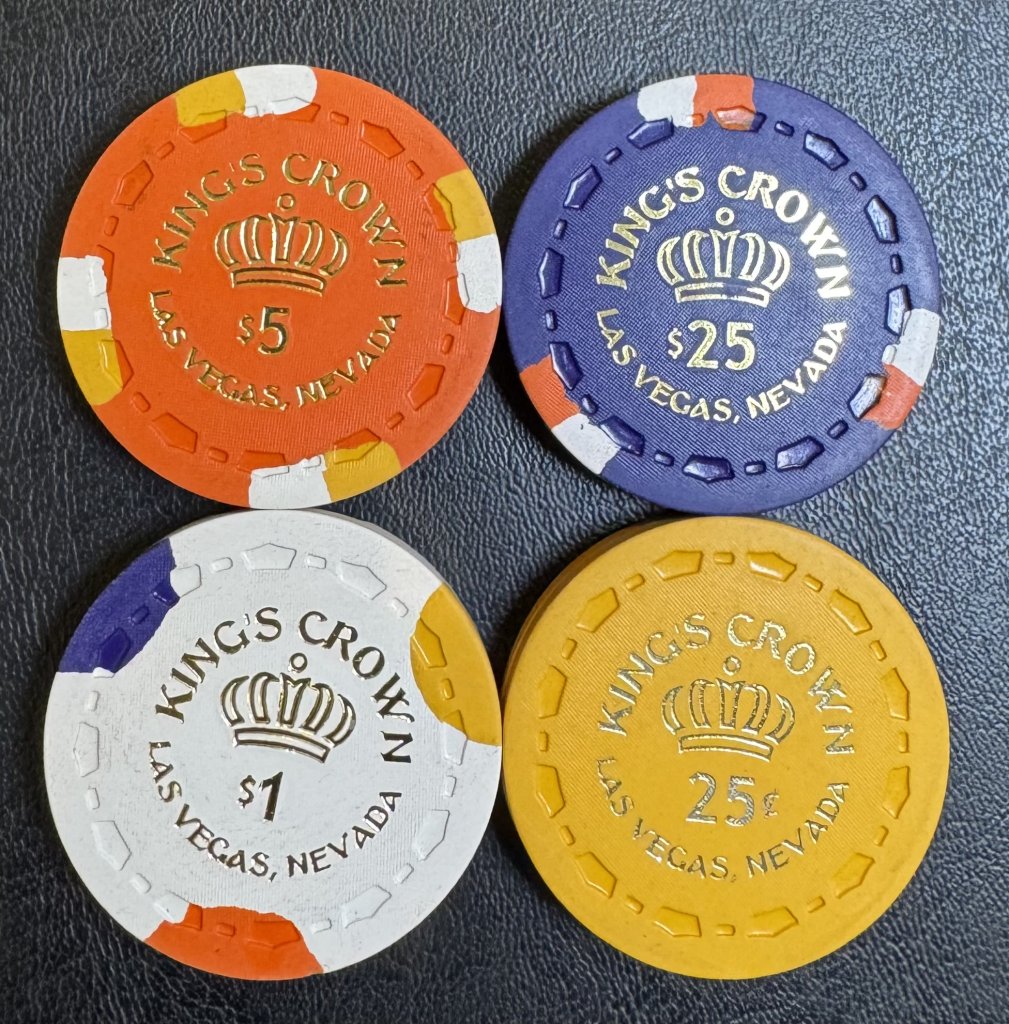 KING'S CROWN
$5
LAS VEGAS, NEVADA
KING'S CROWN
$25
LAS VEGAS, NEVADA
KING'S CROWN
$1
LAS VEGAS, NEVADA
KING'S CROWN
25¢
LAS VEGAS, NEVADA